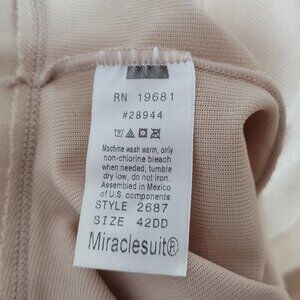 RN 19681
#28944
Machine wash warm, only
non-chlorine bleach
when needed, tumble
dry low, do not iron.
Assembled in Mexico
of U.S. components
STYLE 2687
SIZE 42DD
Miraclesuit®